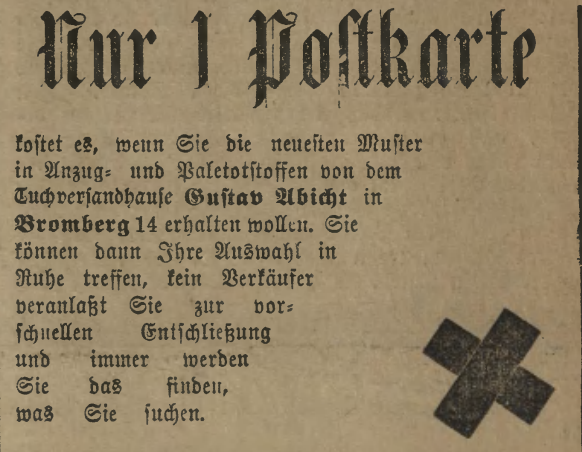 Nur 1 Postkarte
kostet es, wenn Sie die neuesten Muster
in Anzug- und Paletotstoffen von dem
Tuchversandhause Gustav Abicht in
Bromberg 14 erhalten wollen. Sie
können dann Ihre Auswahl in
Ruhe treffen, kein Verkäufer
veranlaßt Sie zur vor-
schnellen Entschließung
und immer werden
Sie das finden,
was Sie suchen.